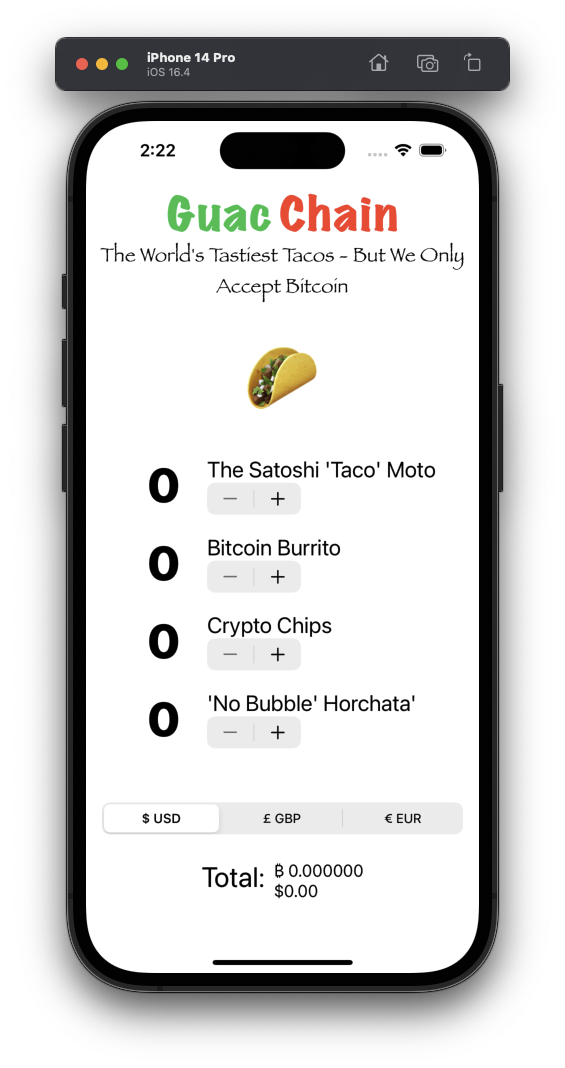 iPhone 14 Pro
iOS 16.4
2:22
Guac Chain
The World's Tastiest Tacos - But We Only
Accept Bitcoin
0 The Satoshi 'Taco' Moto
− +
0 Bitcoin Burrito
− +
0 Crypto Chips
− +
0 'No Bubble' Horchata'
− +
$ USD £ GBP € EUR
Total: ₿ 0.000000
$0.00